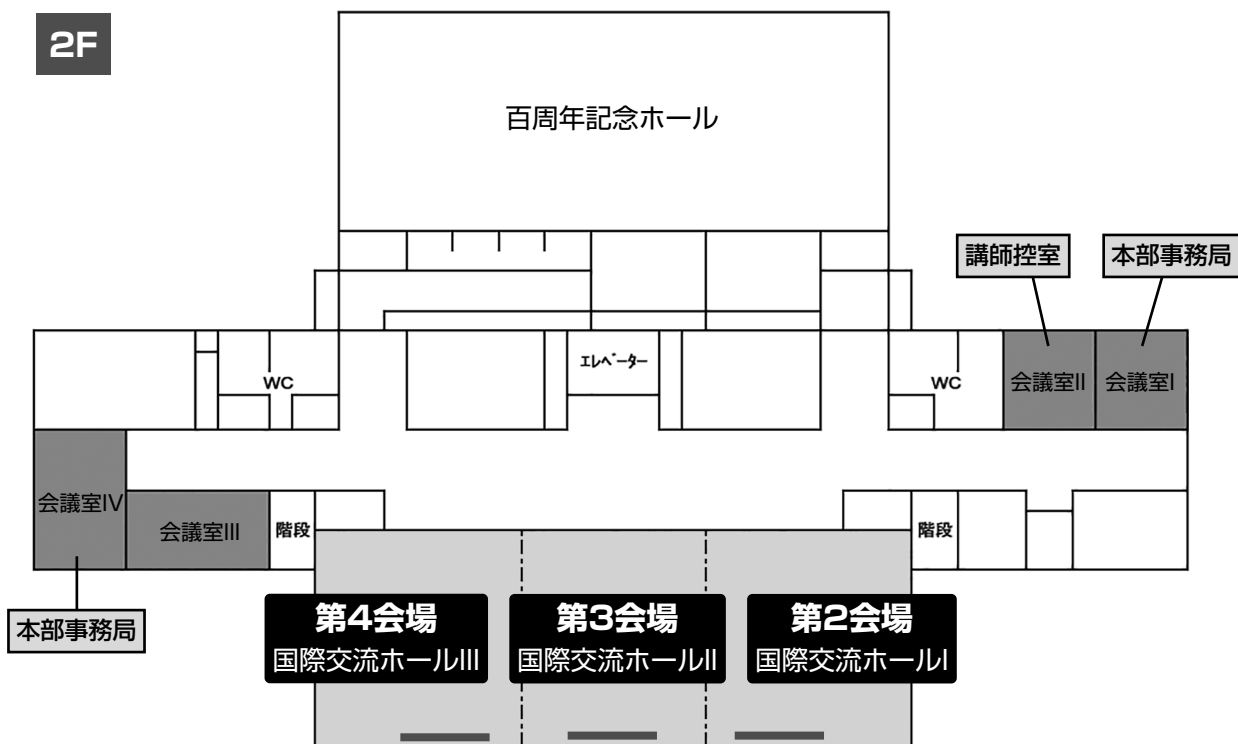 2F
百周年記念ホール
講師控室
本部事務局
エレベーター
WC
WC
会議室II
会議室I
会議室IV
会議室III
階段
階段
本部事務局
第4会場
国際交流ホールIII
第3会場
国際交流ホールII
第2会場
国際交流ホールI